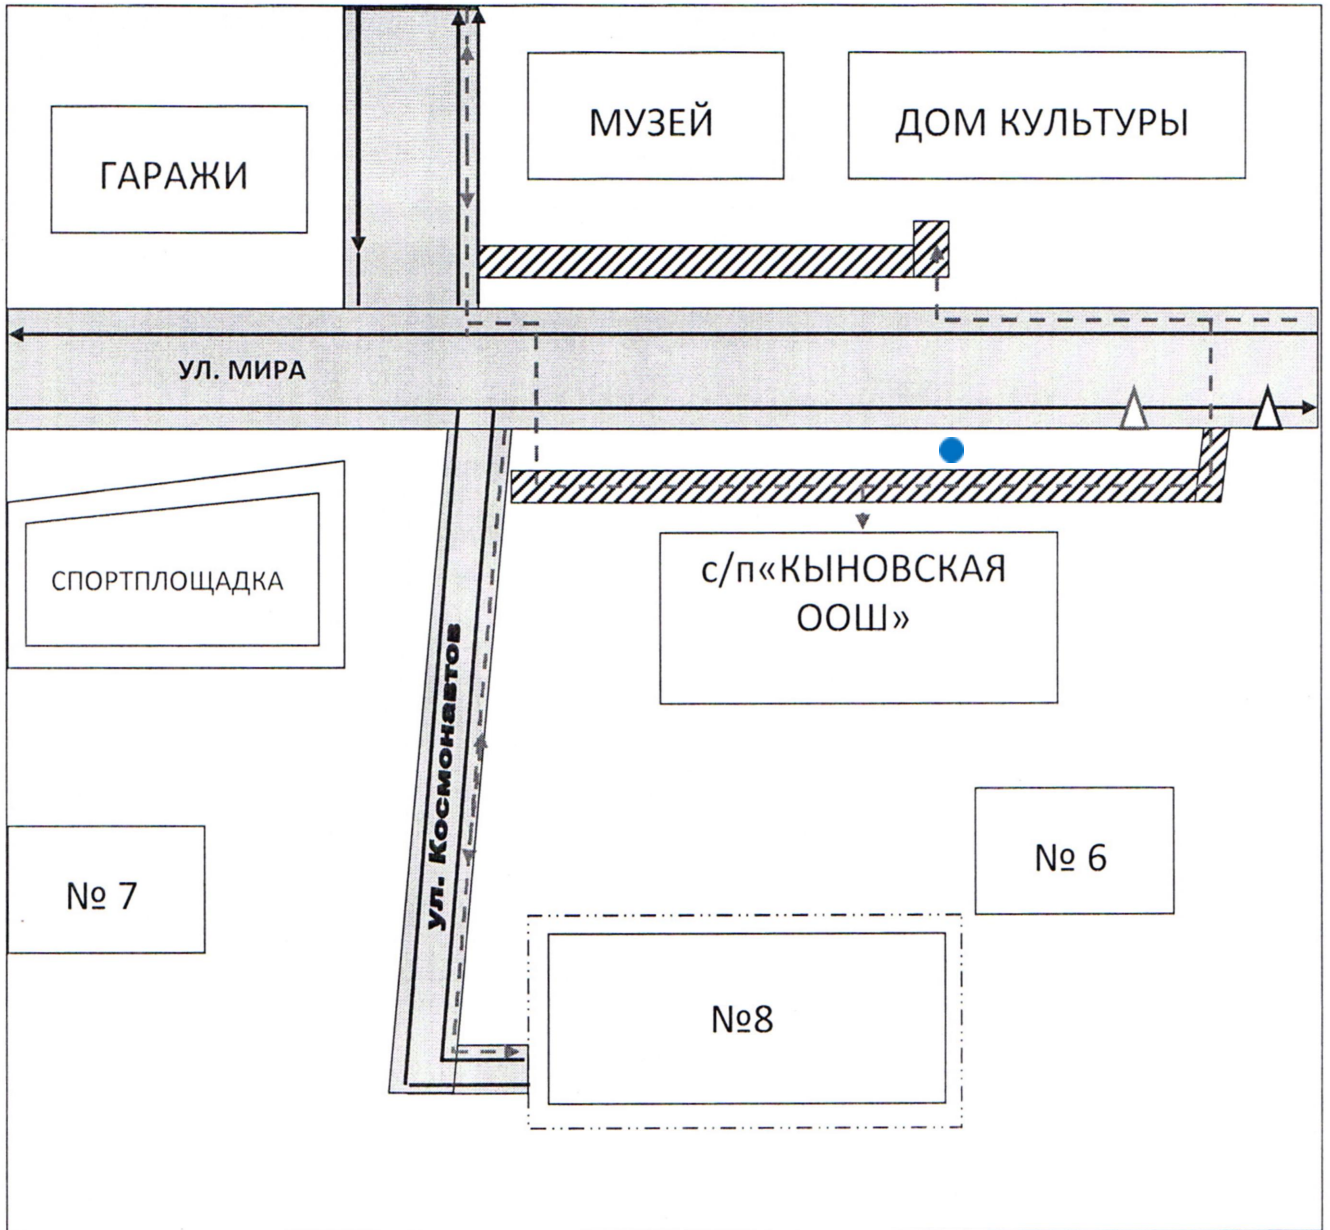 МУЗЕЙ
ДОМ КУЛЬТУРЫ
ГАРАЖИ
УЛ. МИРА
с/п«КЫНОВСКАЯ
ООШ»
СПОРТПЛОЩАДКА
ул. Космонавтов
№ 6
№ 7
№8